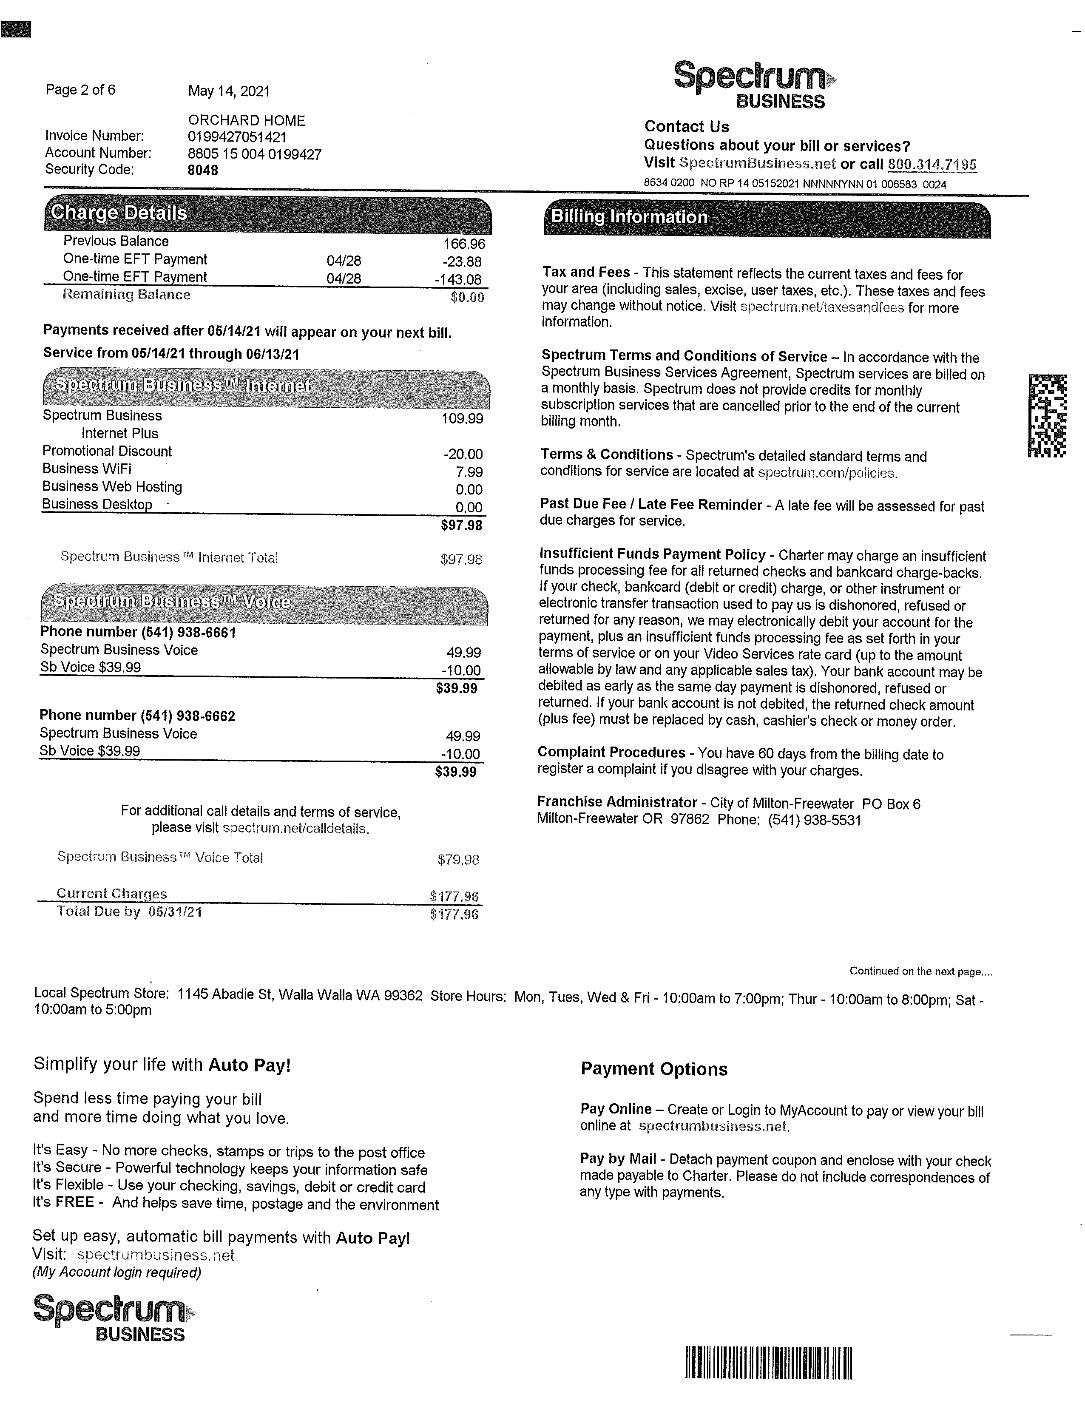 Page 2 of 6
May 14, 2021
ORCHARD HOME
Invoice Number: 0199427051421
Account Number: 8805 15 004 0199427
Security Code: 8048
Spectrum
BUSINESS
Contact Us
Questions about your bill or services?
Visit SpectrumBusiness.net or call 800.314.7195
8634 0200 NO RP 14 05152021 NNNNNYNN 01 006583 0024
Charge Details
Previous Balance 166.96
One-time EFT Payment 04/28 -23.88
One-time EFT Payment 04/28 -143.08
Remaining Balance $0.00
Payments received after 05/14/21 will appear on your next bill.
Service from 05/14/21 through 06/13/21
Spectrum Business™ Internet
Spectrum Business 109.99
Internet Plus
Promotional Discount -20.00
Business WiFi 7.99
Business Web Hosting 0.00
Business Desktop 0.00
$97.98
Spectrum Business ™ Internet Total $97.98
Spectrum Business™ Voice
Phone number (541) 938-6661
Spectrum Business Voice 49.99
Sb Voice $39.99 -10.00
$39.99
Phone number (541) 938-6662
Spectrum Business Voice 49.99
Sb Voice $39.99 -10.00
$39.99
For additional call details and terms of service,
please visit spectrum.net/calldetails.
Spectrum Business™ Voice Total $79.98
Current Charges $177.96
Total Due by 05/31/21 $177.96
Billing Information
Tax and Fees - This statement reflects the current taxes and fees for
your area (including sales, excise, user taxes, etc.). These taxes and fees
may change without notice. Visit spectrum.net/taxesandfees for more
information.
Spectrum Terms and Conditions of Service – In accordance with the
Spectrum Business Services Agreement, Spectrum services are billed on
a monthly basis. Spectrum does not provide credits for monthly
subscription services that are cancelled prior to the end of the current
billing month.
Terms & Conditions - Spectrum's detailed standard terms and
conditions for service are located at spectrum.com/policies.
Past Due Fee / Late Fee Reminder - A late fee will be assessed for past
due charges for service.
Insufficient Funds Payment Policy - Charter may charge an insufficient
funds processing fee for all returned checks and bankcard charge-backs.
If your check, bankcard (debit or credit) charge, or other instrument or
electronic transfer transaction used to pay us is dishonored, refused or
returned for any reason, we may electronically debit your account for the
payment, plus an insufficient funds processing fee as set forth in your
terms of service or on your Video Services rate card (up to the amount
allowable by law and any applicable sales tax). Your bank account may be
debited as early as the same day payment is dishonored, refused or
returned. If your bank account is not debited, the returned check amount
(plus fee) must be replaced by cash, cashier's check or money order.
Complaint Procedures - You have 60 days from the billing date to
register a complaint if you disagree with your charges.
Franchise Administrator - City of Milton-Freewater PO Box 6
Milton-Freewater OR 97862 Phone: (541) 938-5531
Continued on the next page....
Local Spectrum Store: 1145 Abadie St, Walla Walla WA 99362 Store Hours: Mon, Tues, Wed & Fri - 10:00am to 7:00pm; Thur - 10:00am to 8:00pm; Sat -
10:00am to 5:00pm
Simplify your life with Auto Pay!
Spend less time paying your bill
and more time doing what you love.
It's Easy - No more checks, stamps or trips to the post office
It's Secure - Powerful technology keeps your information safe
It's Flexible - Use your checking, savings, debit or credit card
It's FREE - And helps save time, postage and the environment
Set up easy, automatic bill payments with Auto Pay!
Visit: spectrumbusiness.net
(My Account login required)
Spectrum
BUSINESS
Payment Options
Pay Online – Create or Login to MyAccount to pay or view your bill
online at spectrumbusiness.net.
Pay by Mail - Detach payment coupon and enclose with your check
made payable to Charter. Please do not include correspondences of
any type with payments.